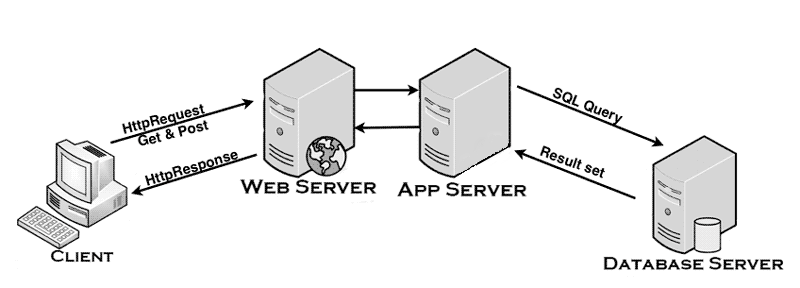 HttpRequest
Get & Post
HttpResponse
CLIENT
WEB SERVER
APP SERVER
SQL Query
Result set
DATABASE SERVER